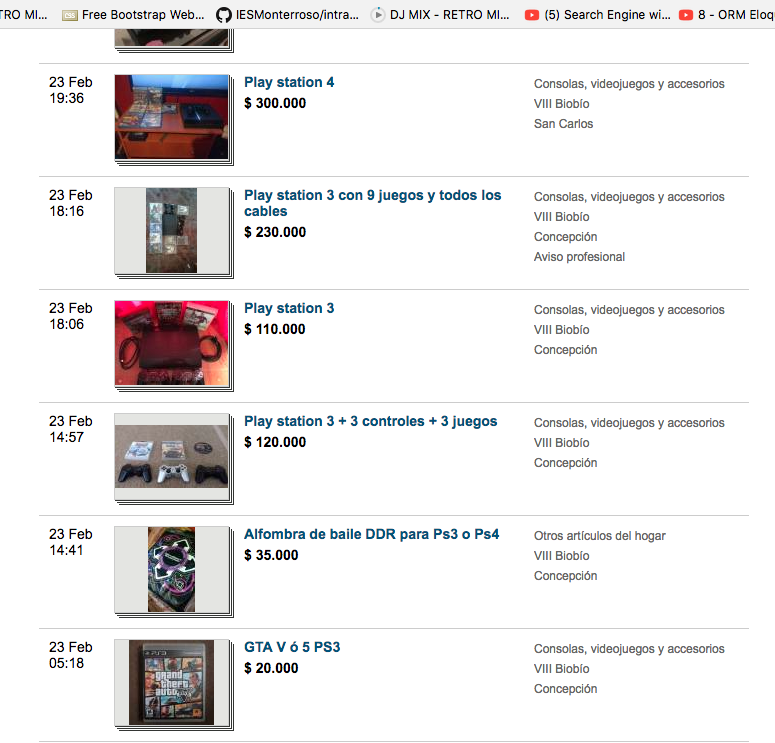 TRO MI...
Free Bootstrap Web...
IESMonterroso/intra...
DJ MIX - RETRO MI...
(5) Search Engine wi...
8 - ORM Eloq
23 Feb
19:36
Play station 4
$ 300.000
Consolas, videojuegos y accesorios
VIII Biobío
San Carlos
23 Feb
18:16
Play station 3 con 9 juegos y todos los
cables
$ 230.000
Consolas, videojuegos y accesorios
VIII Biobío
Concepción
Aviso profesional
23 Feb
18:06
Play station 3
$ 110.000
Consolas, videojuegos y accesorios
VIII Biobío
Concepción
23 Feb
14:57
Play station 3 + 3 controles + 3 juegos
$ 120.000
Consolas, videojuegos y accesorios
VIII Biobío
Concepción
23 Feb
14:41
Alfombra de baile DDR para Ps3 o Ps4
$ 35.000
Otros artículos del hogar
VIII Biobío
Concepción
23 Feb
05:18
PS3
grand
theft
auto
GTA V ó 5 PS3
$ 20.000
Consolas, videojuegos y accesorios
VIII Biobío
Concepción